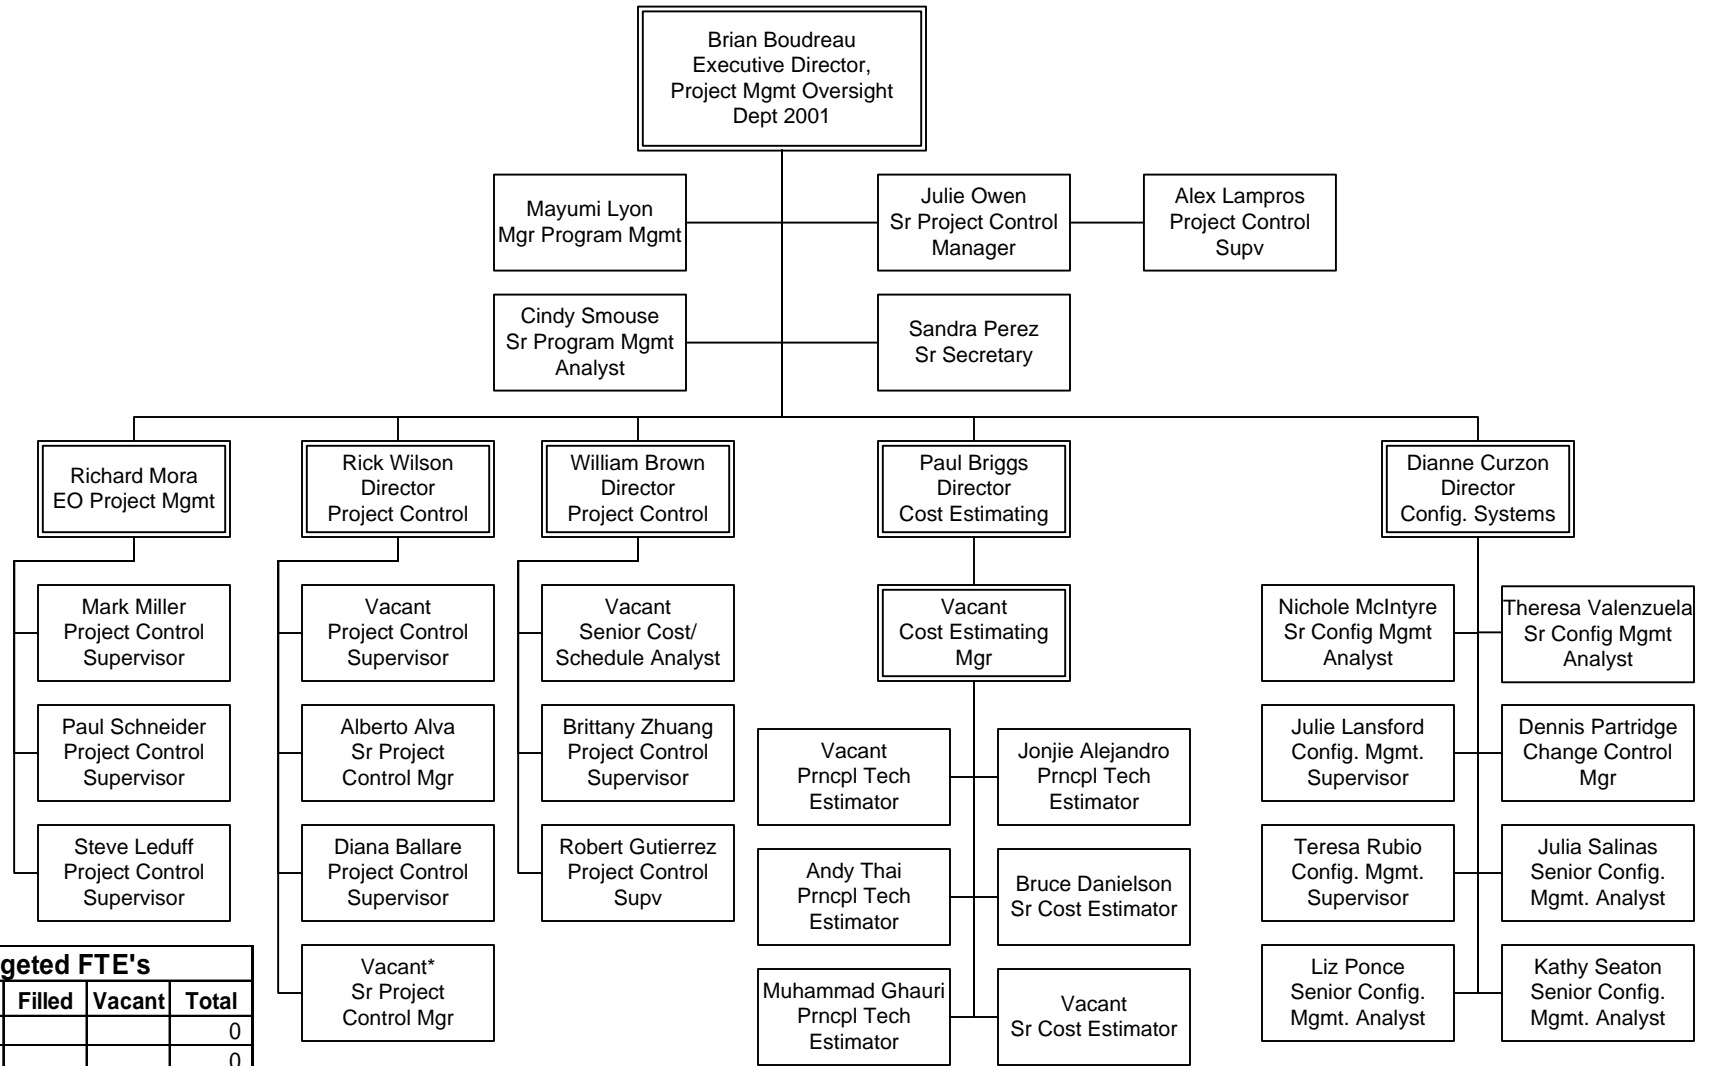 Brian Boudreau
Executive Director,
Project Mgmt Oversight
Dept 2001
Mayumi Lyon
Mgr Program Mgmt
Julie Owen
Sr Project Control
Manager
Alex Lampros
Project Control
Supv
Cindy Smouse
Sr Program Mgmt
Analyst
Sandra Perez
Sr Secretary
Richard Mora
EO Project Mgmt
Rick Wilson
Director
Project Control
William Brown
Director
Project Control
Paul Briggs
Director
Cost Estimating
Dianne Curzon
Director
Config. Systems
Mark Miller
Project Control
Supervisor
Paul Schneider
Project Control
Supervisor
Steve Leduff
Project Control
Supervisor
Vacant
Project Control
Supervisor
Alberto Alva
Sr Project
Control Mgr
Diana Ballare
Project Control
Supervisor
Vacant*
Sr Project
Control Mgr
Vacant
Senior Cost/
Schedule Analyst
Brittany Zhuang
Project Control
Supervisor
Robert Gutierrez
Project Control
Supv
Vacant
Cost Estimating
Mgr
Vacant
Prncpl Tech
Estimator
Jonjie Alejandro
Prncpl Tech
Estimator
Andy Thai
Prncpl Tech
Estimator
Bruce Danielson
Sr Cost Estimator
Muhammad Ghauri
Prncpl Tech
Estimator
Vacant
Sr Cost Estimator
Nichole McIntyre
Sr Config Mgmt
Analyst
Theresa Valenzuela
Sr Config Mgmt
Analyst
Julie Lansford
Config. Mgmt.
Supervisor
Dennis Partridge
Change Control
Mgr
Teresa Rubio
Config. Mgmt.
Supervisor
Julia Salinas
Senior Config.
Mgmt. Analyst
Liz Ponce
Senior Config.
Mgmt. Analyst
Kathy Seaton
Senior Config.
Mgmt. Analyst
geted FTE's
Filled Vacant Total
0
0